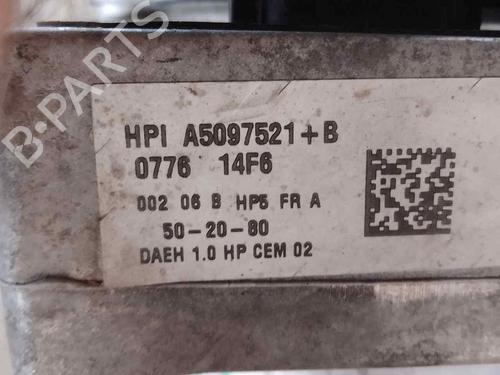 B-PARTS
HPI A5097521+B
0776 14F6
002 06 B HP5 FR A
50-20-80
DAEH 1.0 HP CEM 02